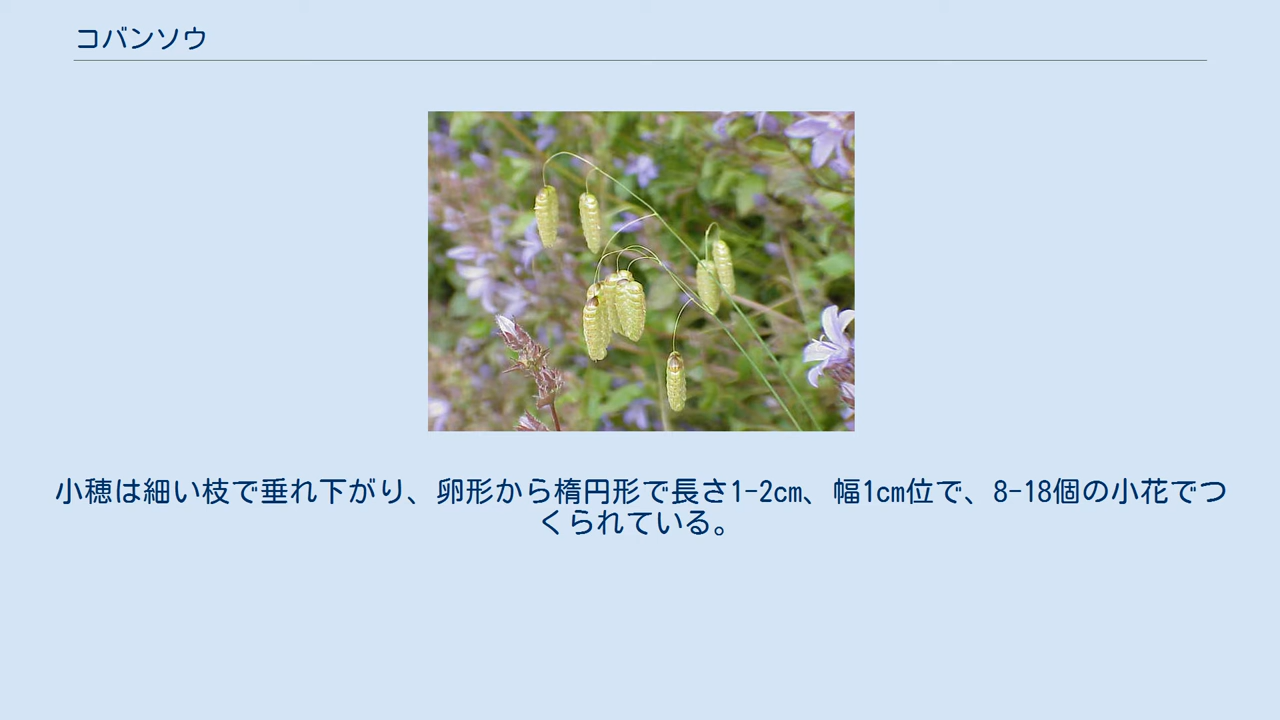 コバンソウ
小穂は細い枝で垂れ下がり、卵形から楕円形で長さ1-2cm、幅1cm位で、8-18個の小花でつ
くられている。